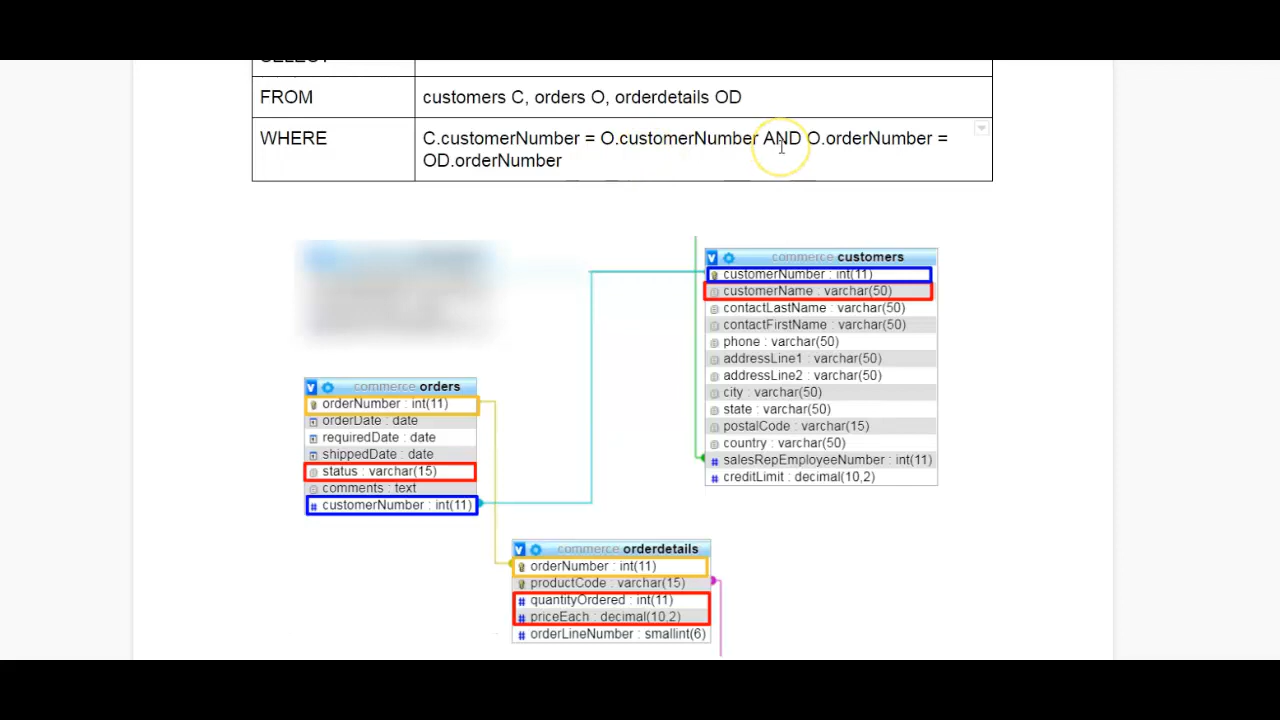 SELECT
FROM
customers C, orders O, orderdetails OD
WHERE
C.customerNumber = O.customerNumber AND O.orderNumber =
OD.orderNumber
commerce customers
customerNumber : int(11)
customerName : varchar(50)
contactLastName : varchar(50)
contactFirstName : varchar(50)
phone : varchar(50)
addressLine1 : varchar(50)
addressLine2 : varchar(50)
city : varchar(50)
state : varchar(50)
postalCode : varchar(15)
country : varchar(50)
salesRepEmployeeNumber : int(11)
creditLimit : decimal(10,2)
commerce orders
orderNumber : int(11)
orderDate : date
requiredDate : date
shippedDate : date
status : varchar(15)
comments : text
customerNumber : int(11)
commerce orderdetails
orderNumber : int(11)
productCode : varchar(15)
quantityOrdered : int(11)
priceEach : decimal(10,2)
orderLineNumber : smallint(6)